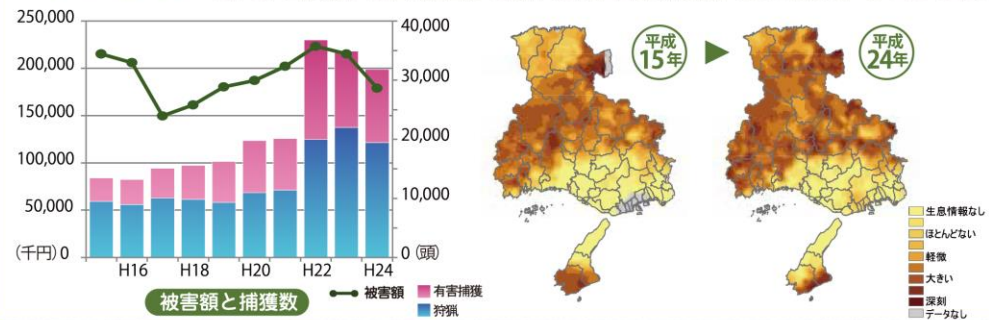 250,000
200,000
150,000
100,000
50,000
(千円) 0
40,000
30,000
20,000
10,000
0 (頭)
H16 H18 H20 H22 H24
被害額と捕獲数
被害額
有害捕獲
狩猟
平成
15年
平成
24年
生息情報なし
ほとんどない
軽微
大きい
深刻
データなし